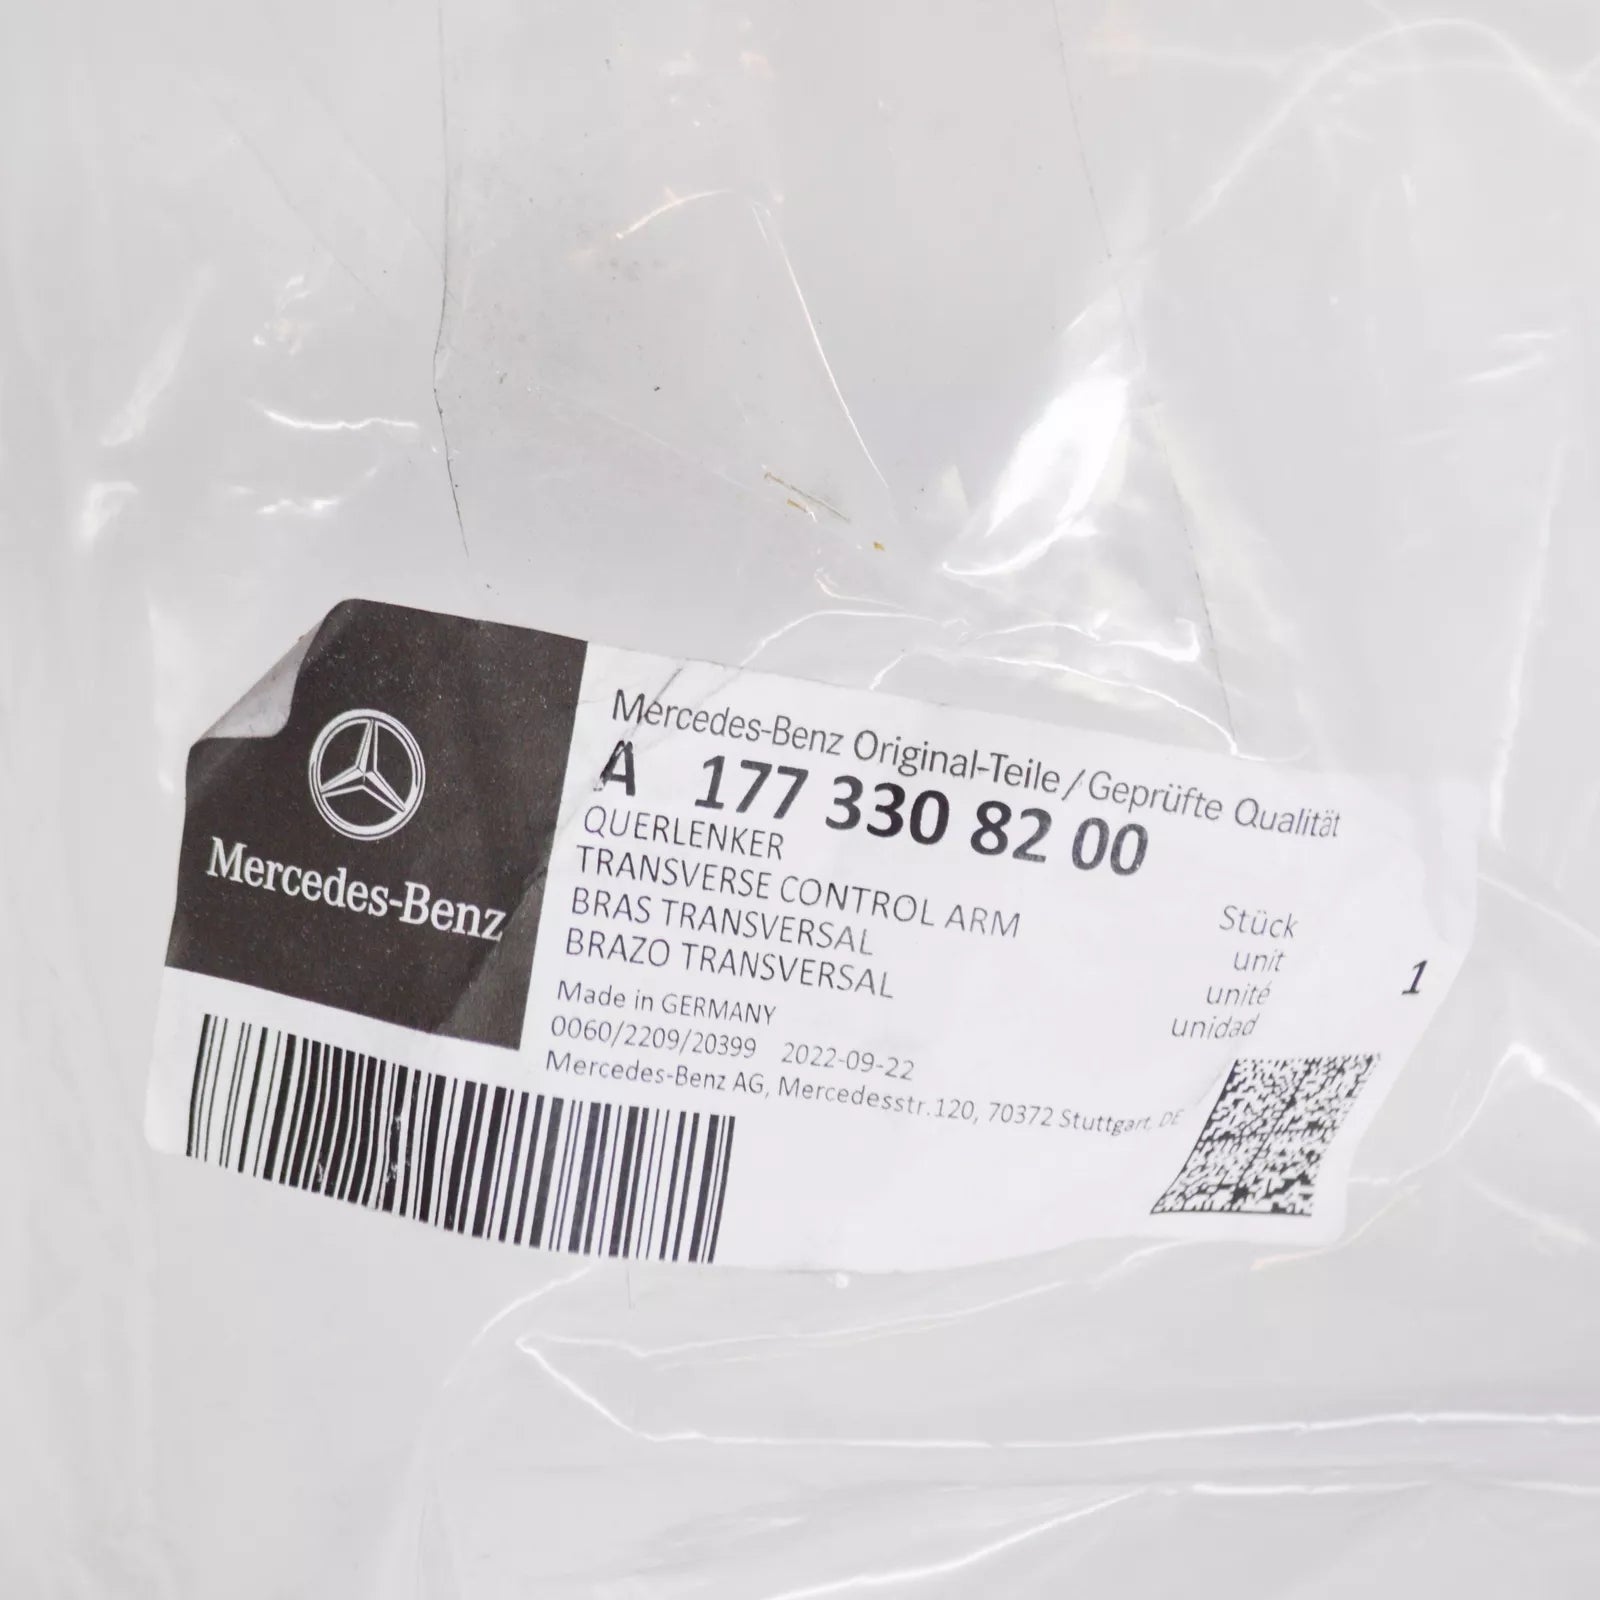 Mercedes-Benz
Mercedes-Benz Original-Teile / Geprüfte Qualität
A 177 330 82 00
QUERLENKER
TRANSVERSE CONTROL ARM
BRAS TRANSVERSAL
BRAZO TRANSVERSAL
Stück
unit
unité
unidad
1
Made in GERMANY
0060/2209/20399 2022-09-22
Mercedes-Benz AG, Mercedesstr.120, 70372 Stuttgart, DE